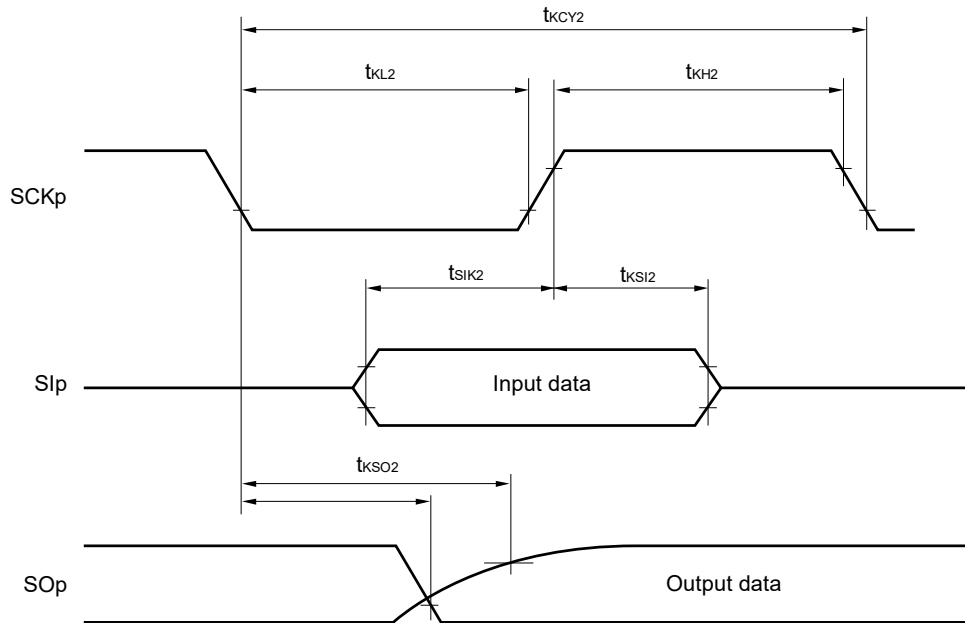 tKCY2
tKL2
tKH2
SCKp
tSIK2
tKSI2
SIp
Input data
tKSO2
SOp
Output data